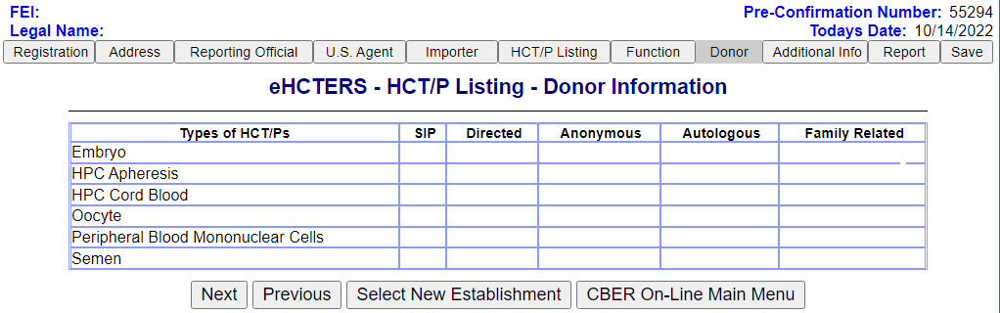 FEI: Pre-Confirmation Number: 55294
Legal Name: Todays Date: 10/14/2022
Registration Address Reporting Official U.S. Agent Importer HCT/P Listing Function Donor Additional Info Report Save
eHCTERS - HCT/P Listing - Donor Information
Types of HCT/Ps SIP Directed Anonymous Autologous Family Related
Embryo
HPC Apheresis
HPC Cord Blood
Oocyte
Peripheral Blood Mononuclear Cells
Semen
Next Previous Select New Establishment CBER On-Line Main Menu